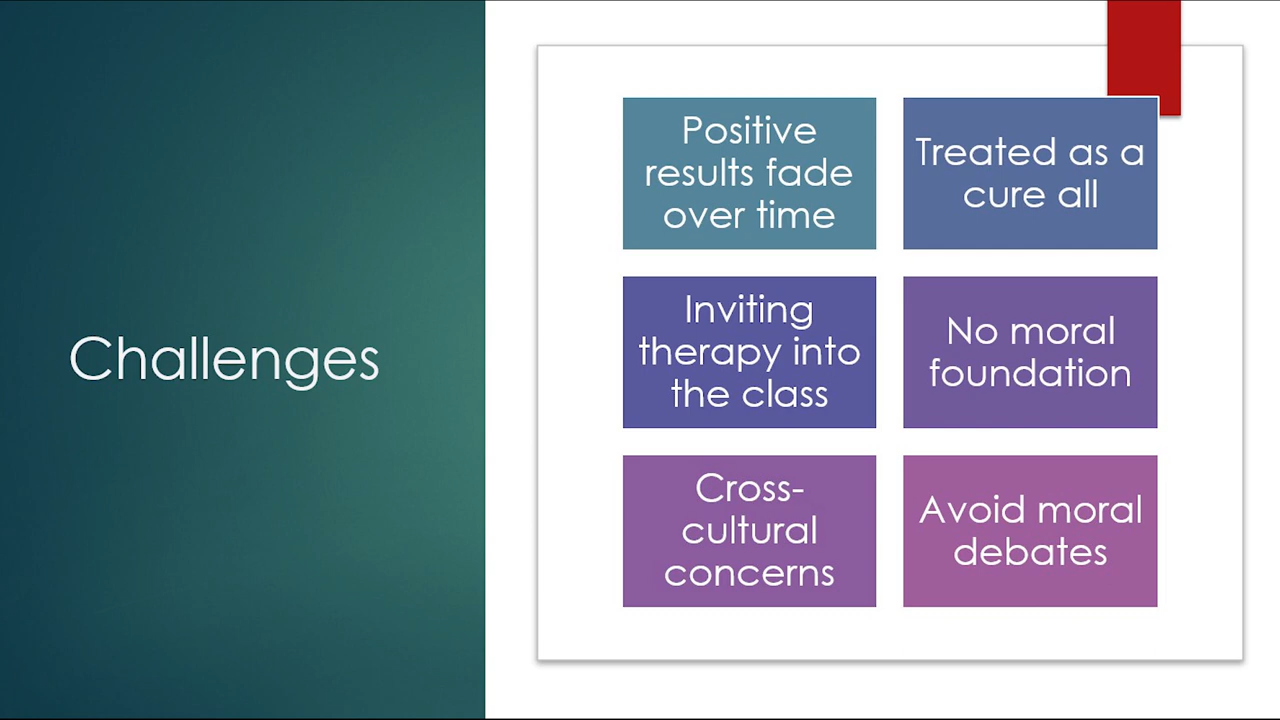 Challenges
Positive
results fade
over time
Treated as a
cure all
Inviting
therapy into
the class
No moral
foundation
Cross-
cultural
concerns
Avoid moral
debates